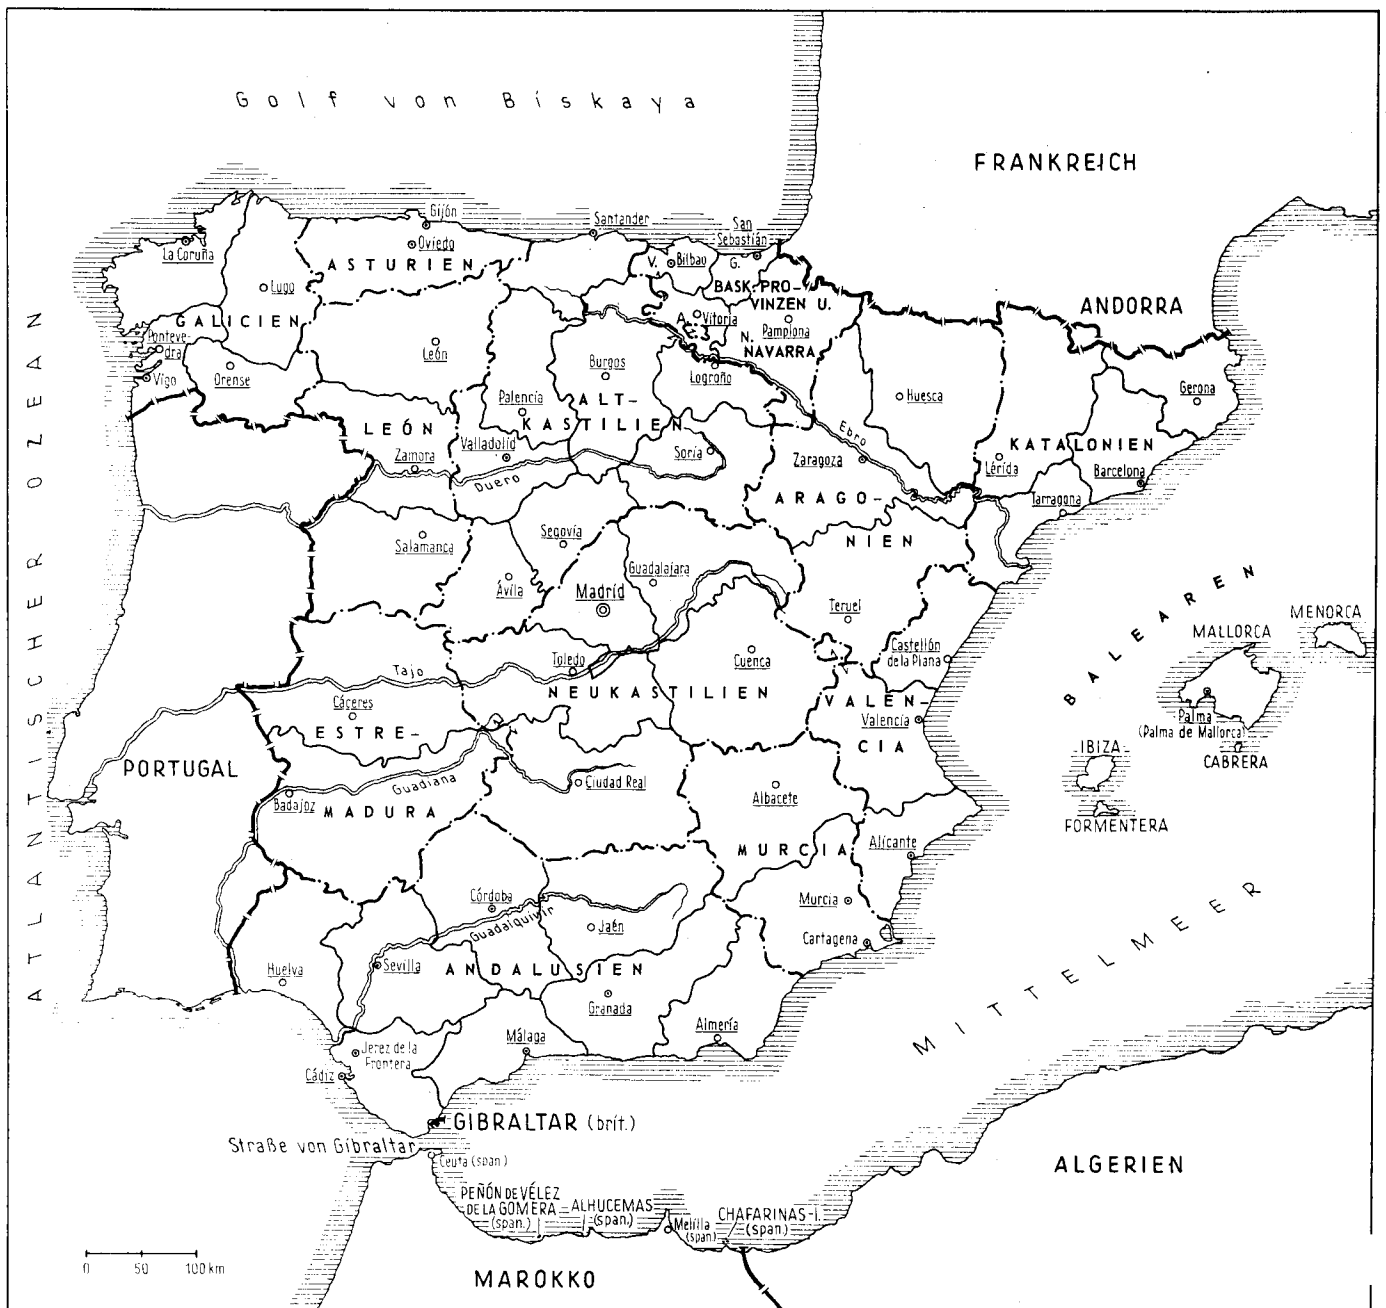 Golf von Biskaya
FRANKREICH
ATLANTISCHER OZEAN
Gijón
Santander
San
Sebastián
La Coruña
Oviedo
ASTURIEN
V.
Bilbao
G.
Lugo
BASK. PRO-
VINZEN U.
ANDORRA
GALICIEN
A.
Vitoria
Pamplona
Ponteve-
dra
León
N.
NAVARRA
Vigo
Orense
Burgos
Logroño
Gerona
Palencia
ALT-
KASTILIEN
Huesca
LEÓN
Ebro
KATALONIEN
Zamora
Valladolid
Soria
Zaragoza
Lérida
Barcelona
Duero
ARAGO-
NIEN
Tarragona
Salamanca
Segovia
Ávila
Guadalajara
Madrid
Teruel
BALEAREN
MENORCA
MALLORCA
Castellón
de la Plana
Tajo
Toledo
Cuenca
NEUKASTILIEN
Cáceres
VALEN-
CIA
Valencia
Palma
(Palma de Mallorca)
ESTRE-
MADURA
IBIZA
CABRERA
PORTUGAL
Guadiana
Badajoz
Ciudad Real
Albacete
FORMENTERA
MURCIA
Alicante
Córdoba
Murcia
Guadalquivir
Jaén
Cartagena
MITTELMEER
Huelva
Sevilla
ANDALUSIEN
Granada
Almería
Málaga
Jerez de la
Frontera
Cádiz
GIBRALTAR (brit.)
Straße von Gibraltar
Ceuta (span.)
ALGERIEN
PEÑÓN DE VÉLEZ
DE LA GOMERA
(span.)
ALHUCEMAS
(span.)
Melilla
(span.)
CHAFARINAS-I.
(span.)
MAROKKO
0 50 100 km